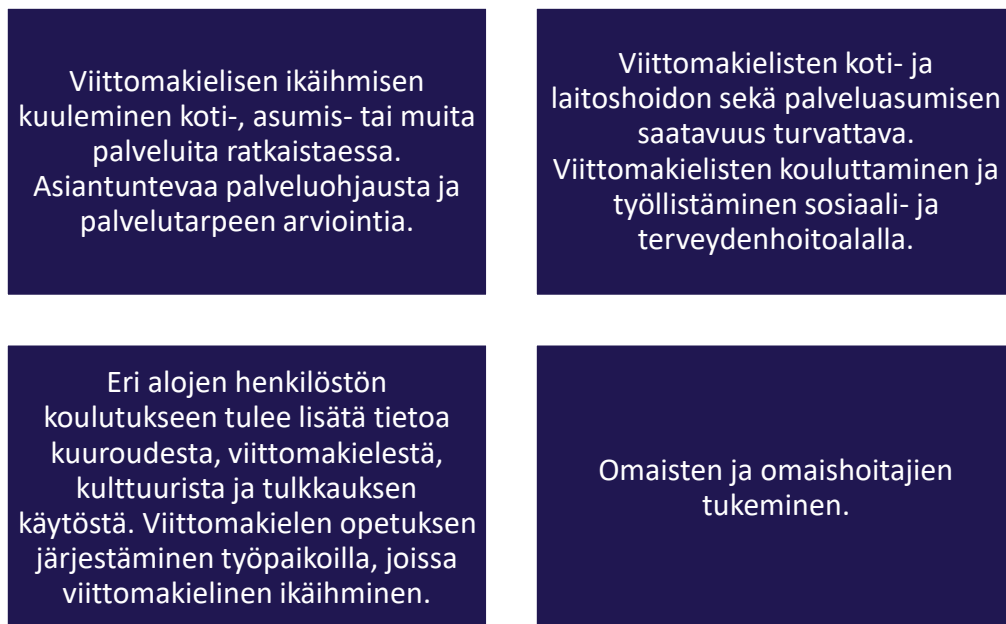 Viittomakielisen ikäihmisen
kuuleminen koti-, asumis- tai muita
palveluita ratkaistaessa.
Asiantuntevaa palveluohjausta ja
palvelutarpeen arviointia.
Viittomakielisten koti- ja
laitoshoidon sekä palveluasumisen
saatavuus turvattava.
Viittomakielisten kouluttaminen ja
työllistäminen sosiaali- ja
terveydenhoitoalalla.
Eri alojen henkilöstön
koulutukseen tulee lisätä tietoa
kuuroudesta, viittomakielestä,
kulttuurista ja tulkkauksen
käytöstä. Viittomakielen opetuksen
järjestäminen työpaikoilla, joissa
viittomakielinen ikäihminen.
Omaisten ja omaishoitajien
tukeminen.